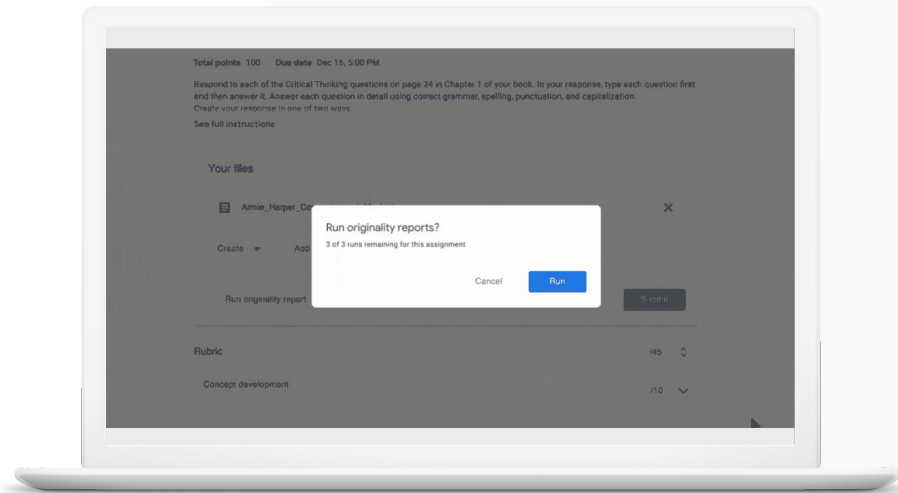 Total points 100 Due date Dec 16, 5:00 PM
Respond to each of the Critical Thinking questions on page 24 in Chapter 1 of your book. In your response, type each question first
and then answer it. Answer each question in detail using correct grammar, spelling, punctuation, and capitalization.
Create your response in one of two ways:
See full instructions
Your files
Armie_Harper_Co
Run originality reports?
3 of 3 runs remaining for this assignment
Create Add
Cancel Run
Run originality report Submit
Rubric /45
Concept development /10